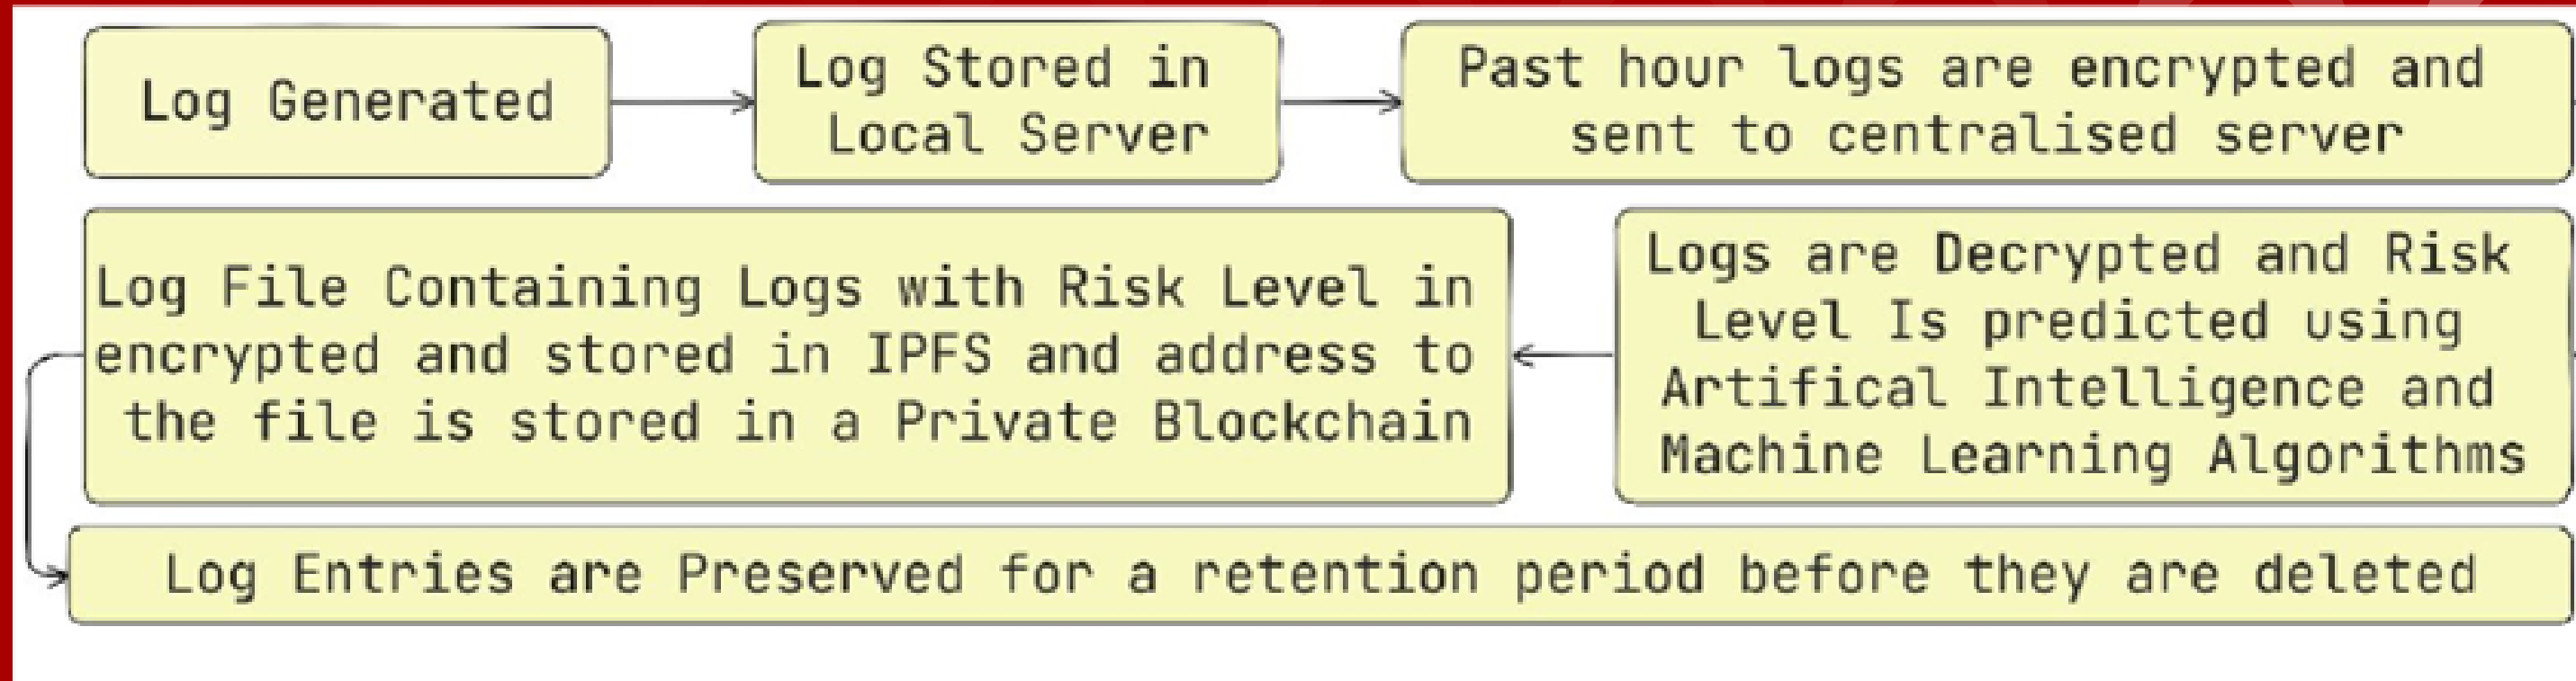 Log Generated
Log Stored in
Local Server
Past hour logs are encrypted and
sent to centralised server
Logs are Decrypted and Risk
Level Is predicted using
Artifical Intelligence and
Machine Learning Algorithms
Log File Containing Logs with Risk Level in
encrypted and stored in IPFS and address to
the file is stored in a Private Blockchain
Log Entries are Preserved for a retention period before they are deleted